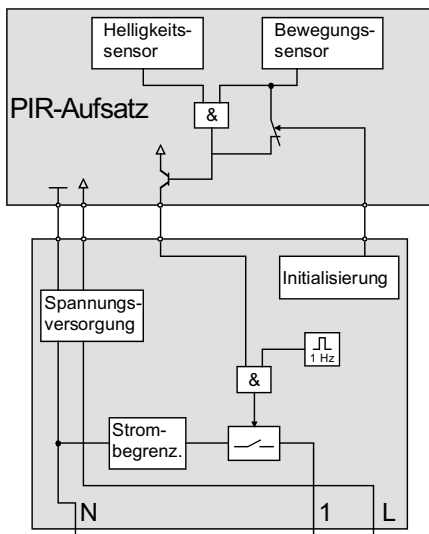 Helligkeits-
sensor
Bewegungs-
sensor
PIR-Aufsatz
&
Initialisierung
Spannungs-
versorgung
1 Hz
&
Strom-
begrenz.
N
1
L